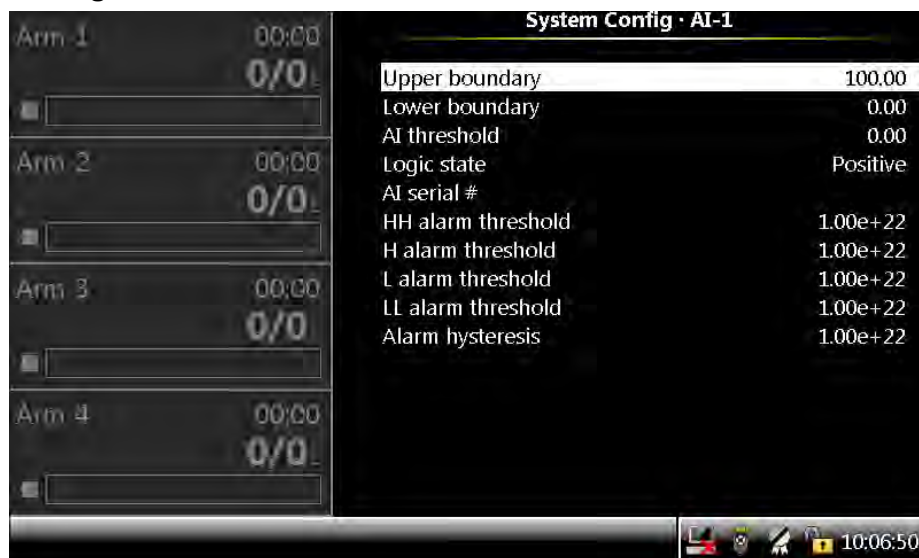 Arm 1 00:00
0/0
Arm 2 00:00
0/0
Arm 3 00:00
0/0
Arm 4 00:00
0/0
System Config · AI-1
Upper boundary 100.00
Lower boundary 0.00
AI threshold 0.00
Logic state Positive
AI serial #
HH alarm threshold 1.00e+22
H alarm threshold 1.00e+22
L alarm threshold 1.00e+22
LL alarm threshold 1.00e+22
Alarm hysteresis 1.00e+22
10:06:50